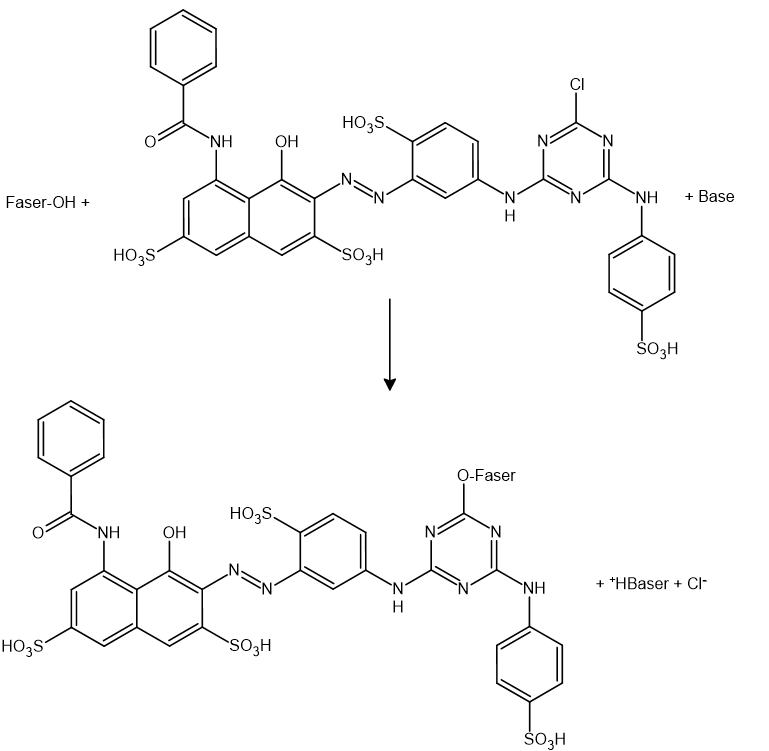 Cl
HO₃S
N
N
O
NH
OH
N
N
N
NH
Faser-OH +
+ Base
N
H
HO₃S
SO₃H
SO₃H
O-Faser
HO₃S
N
N
O
NH
OH
N
N
N
NH
+ ⁺HBaser + Cl⁻
N
H
HO₃S
SO₃H
SO₃H